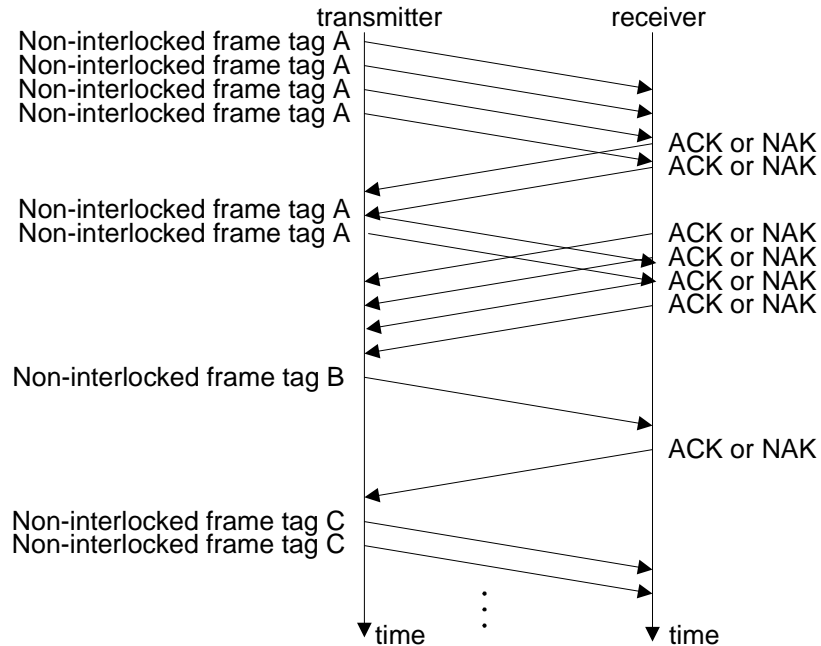 transmitter receiver
Non-interlocked frame tag A
Non-interlocked frame tag A
Non-interlocked frame tag A
Non-interlocked frame tag A
ACK or NAK
ACK or NAK
Non-interlocked frame tag A
Non-interlocked frame tag A
ACK or NAK
ACK or NAK
ACK or NAK
ACK or NAK
Non-interlocked frame tag B
ACK or NAK
Non-interlocked frame tag C
Non-interlocked frame tag C
time time